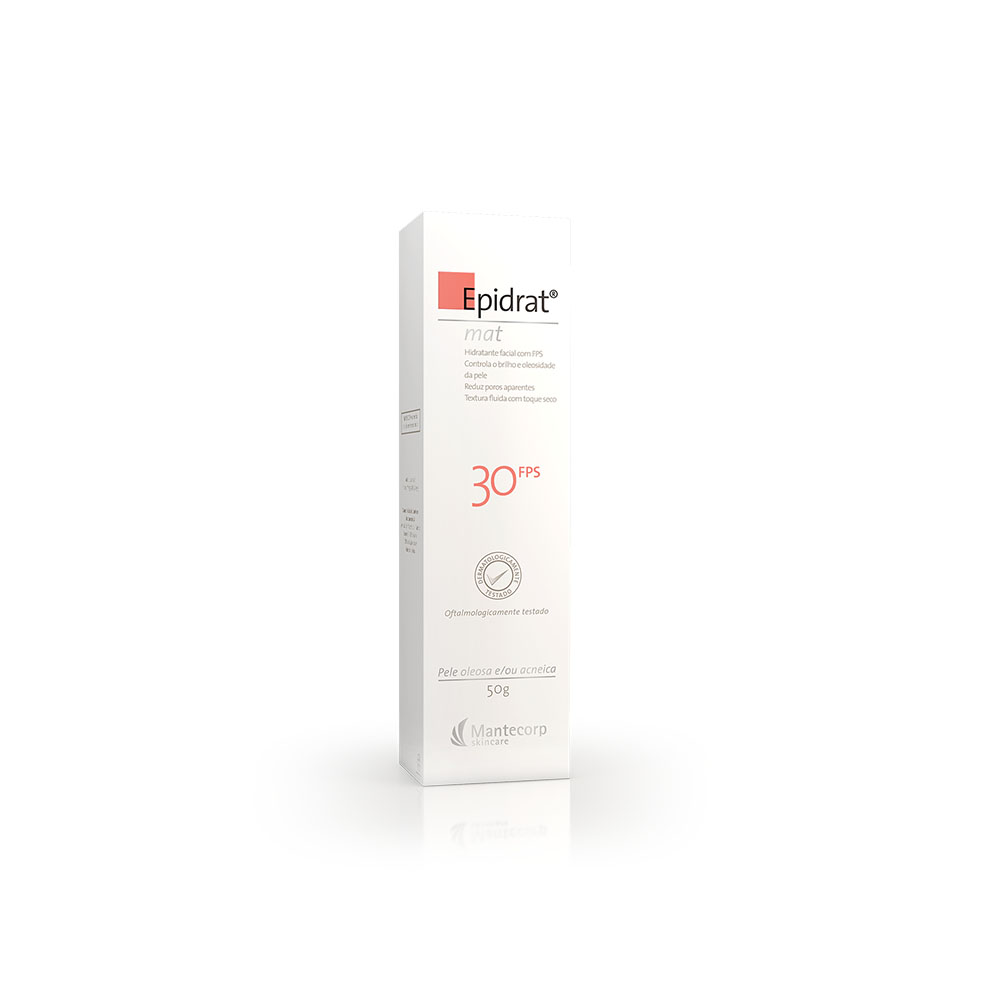 Epidrat®
mat
Hidratante facial com FPS
Controla o brilho e oleosidade
da pele
Reduz poros aparentes
Textura fluida com toque seco
30 FPS
DERMATOLOGICAMENTE
TESTADO
Oftalmologicamente testado
Pele oleosa e/ou acneica
50g
Mantecorp
skincare